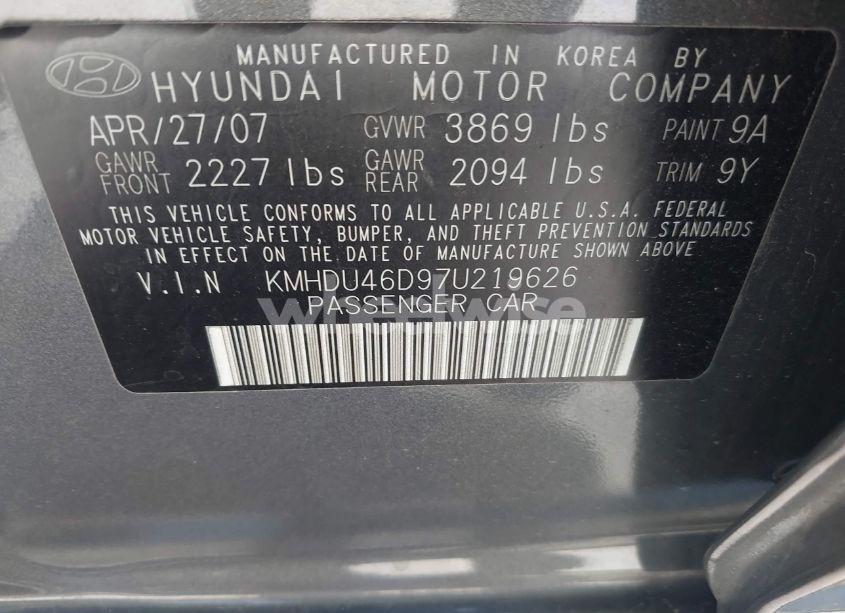 MANUFACTURED IN KOREA BY
HYUNDAI MOTOR COMPANY
APR/27/07 GVWR 3869 lbs PAINT 9A
GAWR FRONT 2227 lbs GAWR REAR 2094 lbs TRIM 9Y
THIS VEHICLE CONFORMS TO ALL APPLICABLE U.S.A. FEDERAL
MOTOR VEHICLE SAFETY, BUMPER, AND THEFT PREVENTION STANDARDS
IN EFFECT ON THE DATE OF MANUFACTURE SHOWN ABOVE
V.I.N KMHDU46D97U219626
PASSENGER CAR
wheelwise